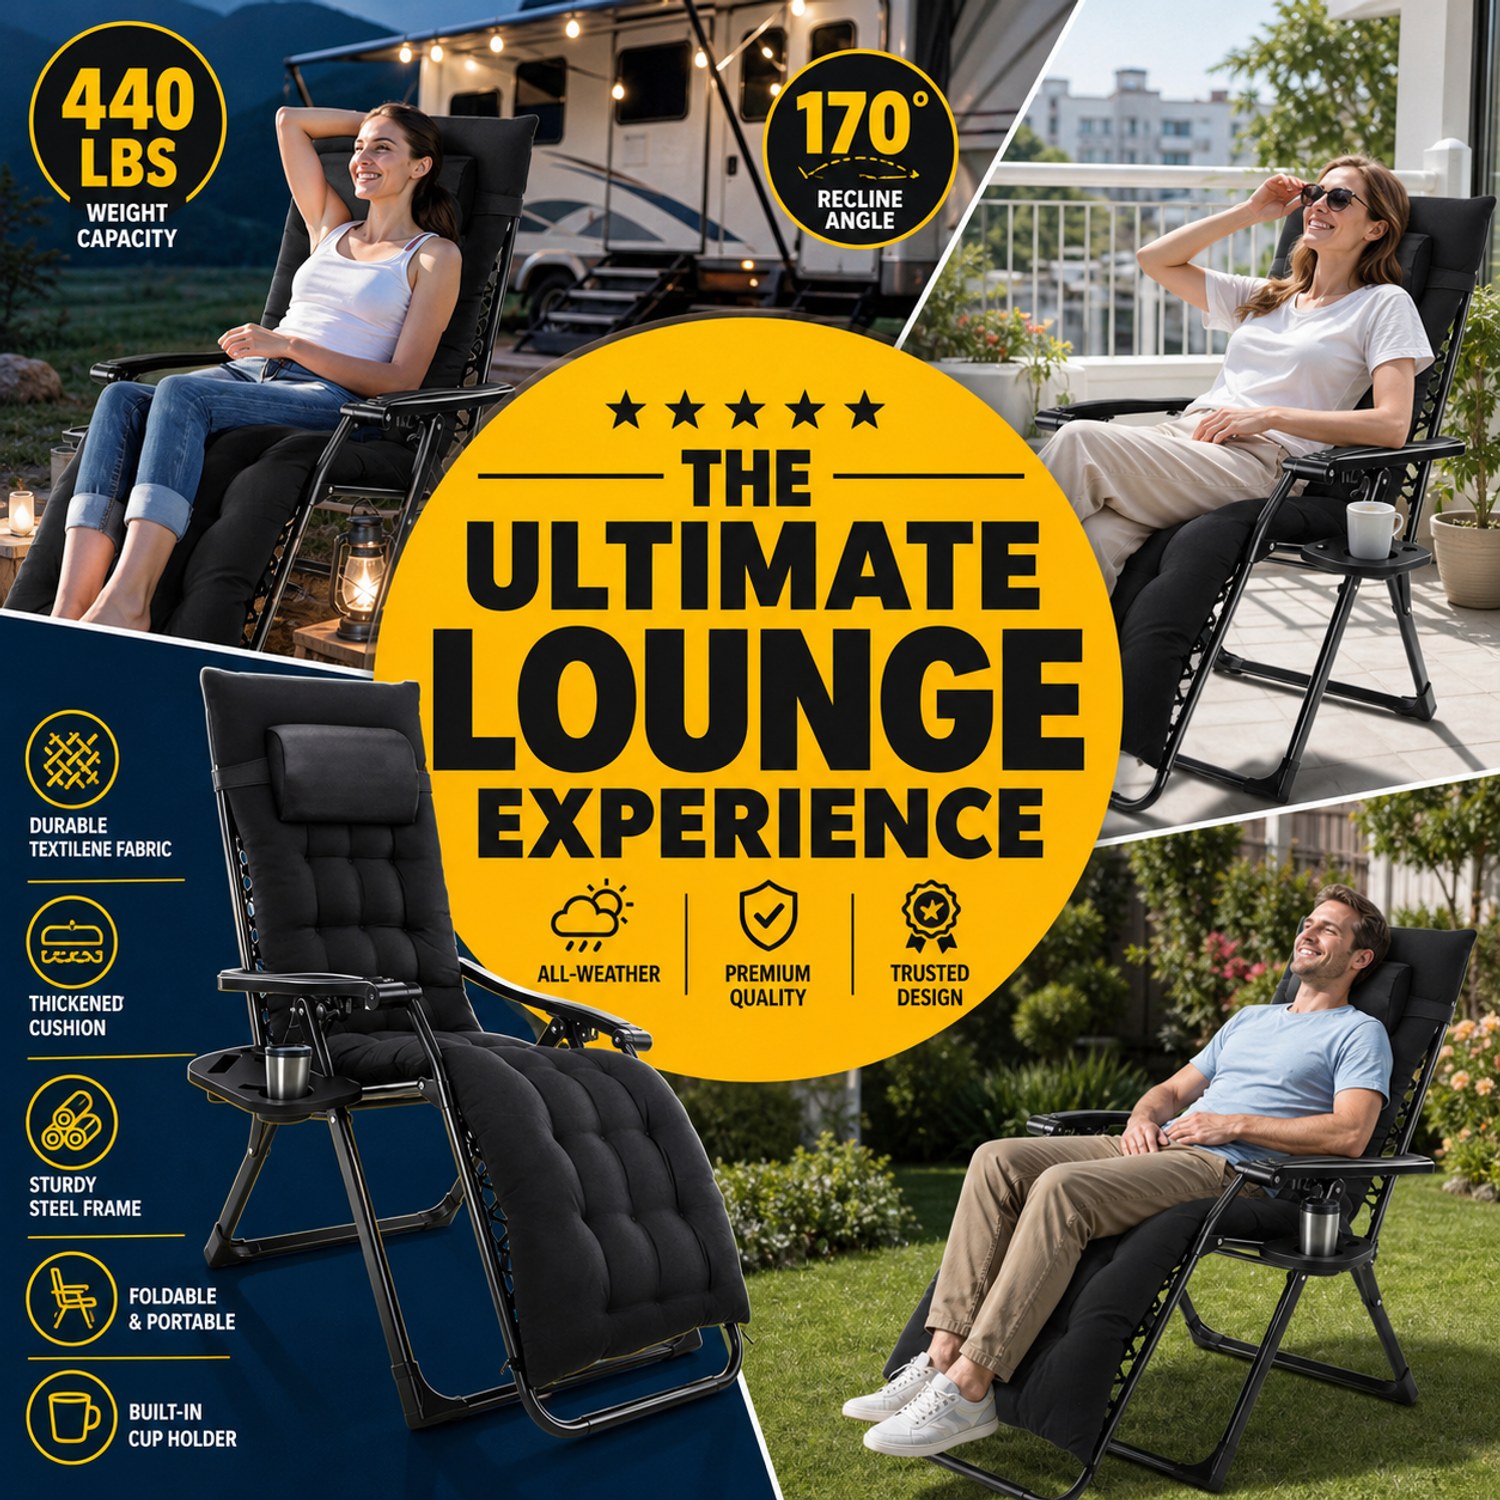 440
LBS
WEIGHT
CAPACITY
170°
RECLINE
ANGLE
THE
ULTIMATE
LOUNGE
EXPERIENCE
ALL-WEATHER
PREMIUM
QUALITY
TRUSTED
DESIGN
DURABLE
TEXTILENE FABRIC
THICKENED
CUSHION
STURDY
STEEL FRAME
FOLDABLE
& PORTABLE
BUILT-IN
CUP HOLDER